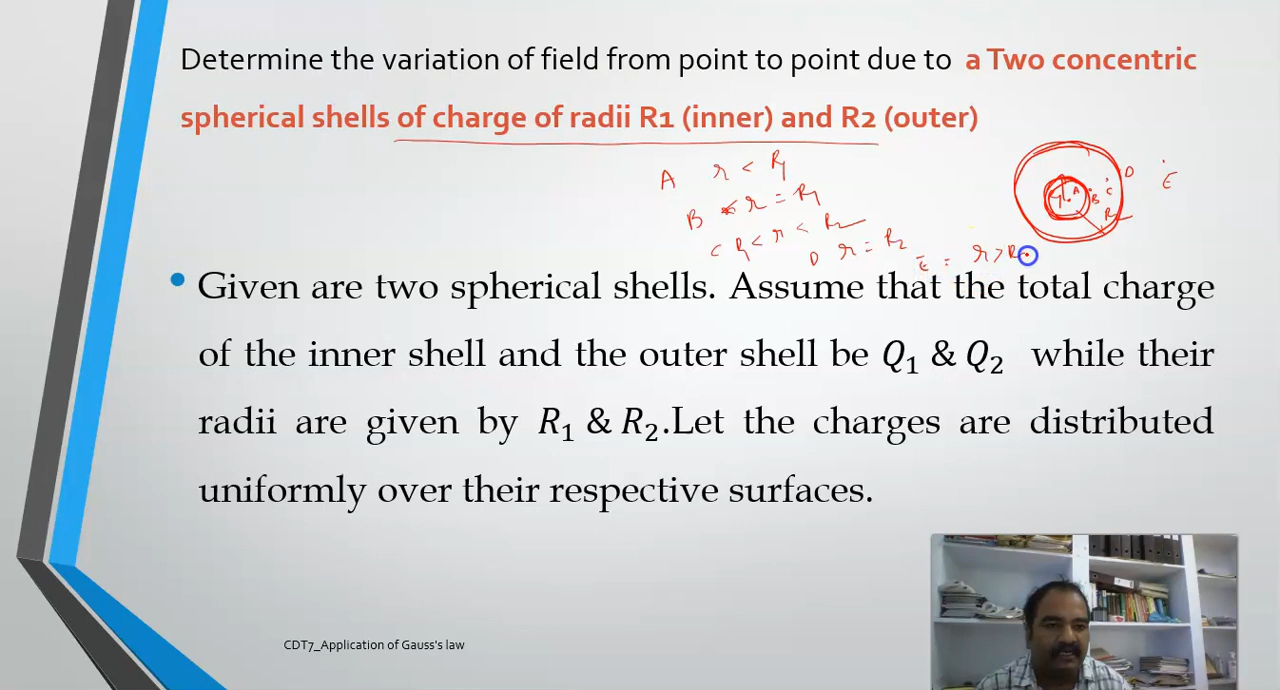 Determine the variation of field from point to point due to a Two concentric
spherical shells of charge of radii R1 (inner) and R2 (outer)
A r < R1
B r = R1
C R1 < r < R2
D r = R2
E = r > R
A B C D E
R2
• Given are two spherical shells. Assume that the total charge
of the inner shell and the outer shell be Q₁ & Q₂ while their
radii are given by R₁ & R₂.Let the charges are distributed
uniformly over their respective surfaces.
CDT7_Application of Gauss's law